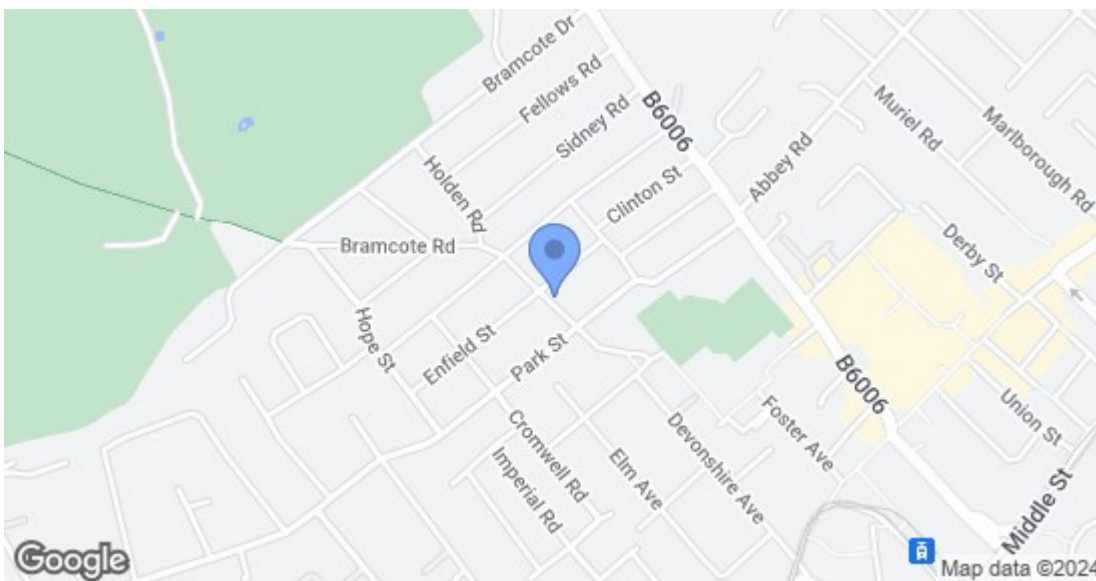 Bramcote Dr
Fellows Rd
Sidney Rd
B6006
Muriel Rd
Marlborough Rd
Abbey Rd
Clinton St
Holden Rd
Bramcote Rd
Derby St
Hope St
Enfield St
Park St
B6006
Union St
Foster Ave
Devonshire Ave
Elm Ave
Cromwell Rd
Imperial Rd
Middle St
Google
Map data ©2024